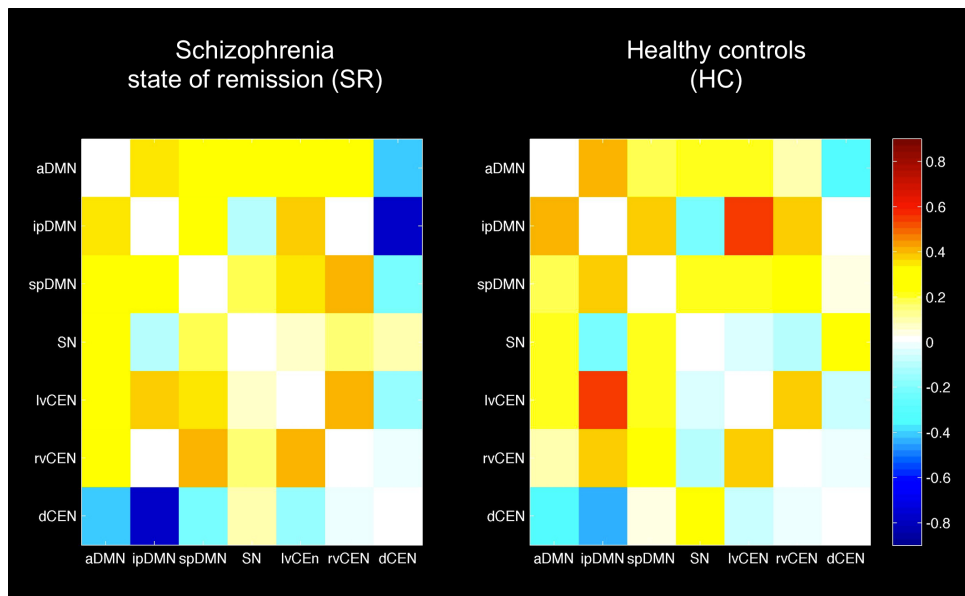 Schizophrenia
state of remission (SR)
Healthy controls
(HC)
aDMN
ipDMN
spDMN
SN
lvCEN
rvCEN
dCEN
aDMN ipDMN spDMN SN lvCEn rvCEN dCEN
aDMN
ipDMN
spDMN
SN
lvCEN
rvCEN
dCEN
aDMN ipDMN spDMN SN lvCEN rvCEN dCEN
0.8
0.6
0.4
0.2
0
-0.2
-0.4
-0.6
-0.8